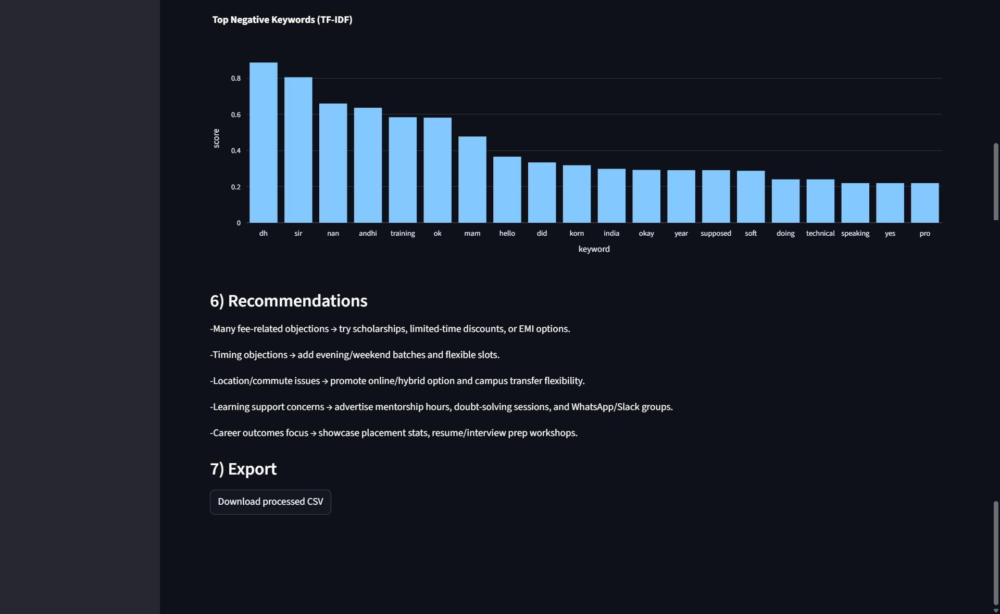 Top Negative Keywords (TF-IDF)
0.8
0.6
0.4
0.2
0
score
dh sir nan andhi training ok mam hello did korn india okay year supposed soft doing technical speaking yes pro
keyword
6) Recommendations
-Many fee-related objections → try scholarships, limited-time discounts, or EMI options.
-Timing objections → add evening/weekend batches and flexible slots.
-Location/commute issues → promote online/hybrid option and campus transfer flexibility.
-Learning support concerns → advertise mentorship hours, doubt-solving sessions, and WhatsApp/Slack groups.
-Career outcomes focus → showcase placement stats, resume/interview prep workshops.
7) Export
Download processed CSV